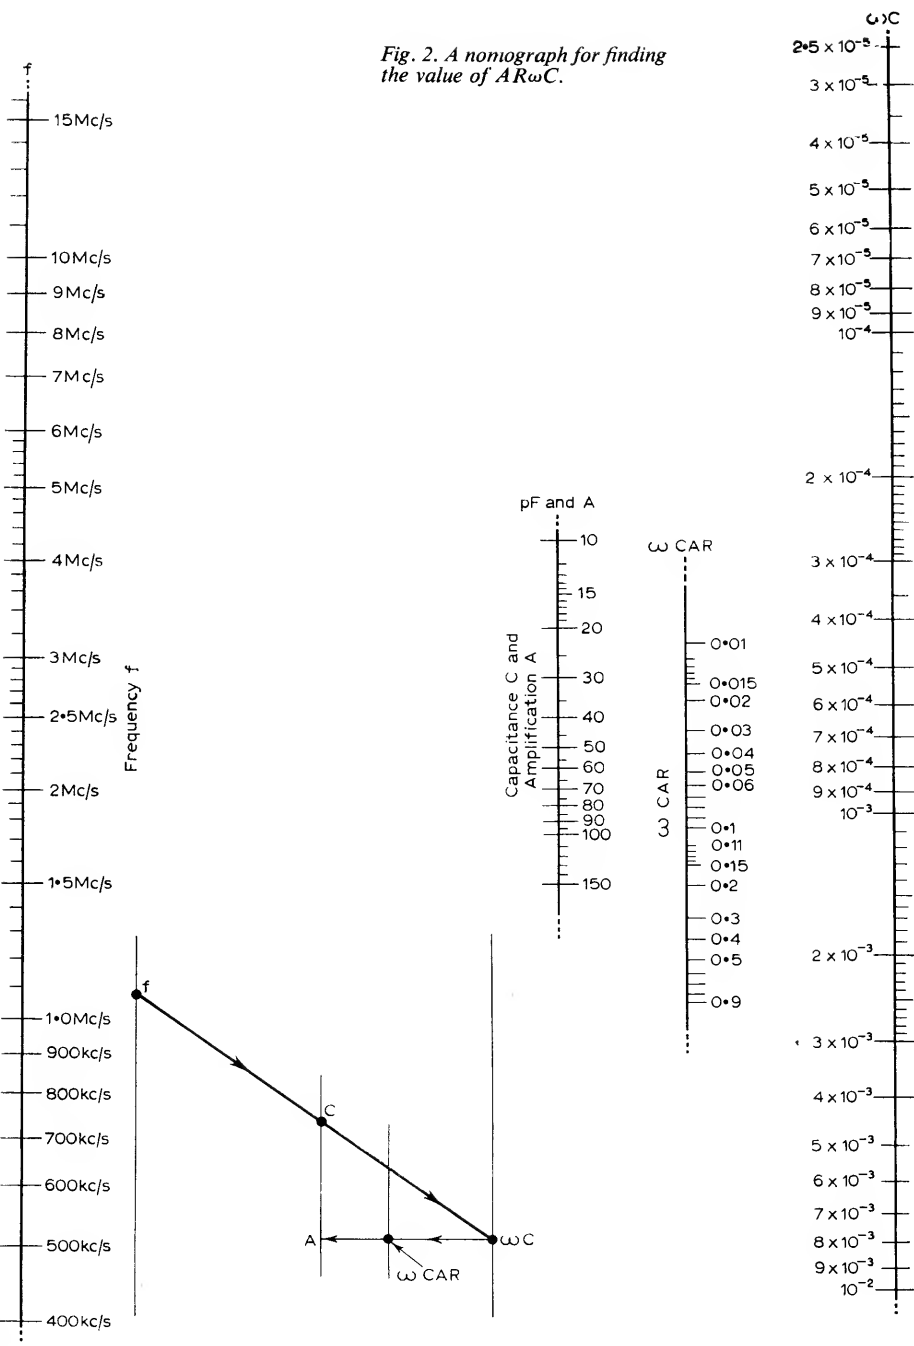 Fig. 2. A nomograph for finding
the value of ARωC.
f
15Mc/s
10Mc/s
9Mc/s
8Mc/s
7Mc/s
6Mc/s
5Mc/s
4Mc/s
3Mc/s
2•5Mc/s
2Mc/s
1•5Mc/s
1•0Mc/s
900kc/s
800kc/s
700kc/s
600kc/s
500kc/s
400kc/s
Frequency f
pF and A
10
15
20
30
40
50
60
70
80
90
100
150
Capacitance C and
Amplification A
ω CAR
0•01
0•015
0•02
0•03
0•04
0•05
0•06
0•1
0•11
0•15
0•2
0•3
0•4
0•5
0•9
ω CAR
ωC
2•5 x 10⁻⁵
3 x 10⁻⁵
4 x 10⁻⁵
5 x 10⁻⁵
6 x 10⁻⁵
7 x 10⁻⁵
8 x 10⁻⁵
9 x 10⁻⁵
10⁻⁴
2 x 10⁻⁴
3 x 10⁻⁴
4 x 10⁻⁴
5 x 10⁻⁴
6 x 10⁻⁴
7 x 10⁻⁴
8 x 10⁻⁴
9 x 10⁻⁴
10⁻³
2 x 10⁻³
3 x 10⁻³
4 x 10⁻³
5 x 10⁻³
6 x 10⁻³
7 x 10⁻³
8 x 10⁻³
9 x 10⁻³
10⁻²
f
C
A
ωC
ω CAR